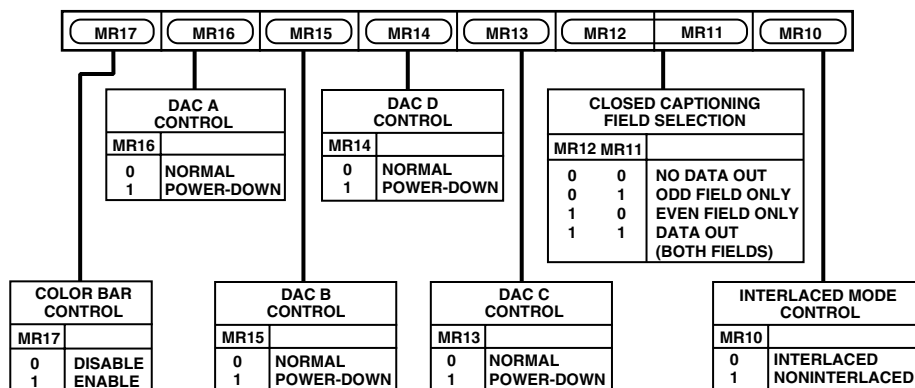 MR17 MR16 MR15 MR14 MR13 MR12 MR11 MR10
DAC A
CONTROL
MR16
0 NORMAL
1 POWER-DOWN
DAC D
CONTROL
MR14
0 NORMAL
1 POWER-DOWN
CLOSED CAPTIONING
FIELD SELECTION
MR12 MR11
0 0 NO DATA OUT
0 1 ODD FIELD ONLY
1 0 EVEN FIELD ONLY
1 1 DATA OUT
(BOTH FIELDS)
COLOR BAR
CONTROL
MR17
0 DISABLE
1 ENABLE
DAC B
CONTROL
MR15
0 NORMAL
1 POWER-DOWN
DAC C
CONTROL
MR13
0 NORMAL
1 POWER-DOWN
INTERLACED MODE
CONTROL
MR10
0 INTERLACED
1 NONINTERLACED